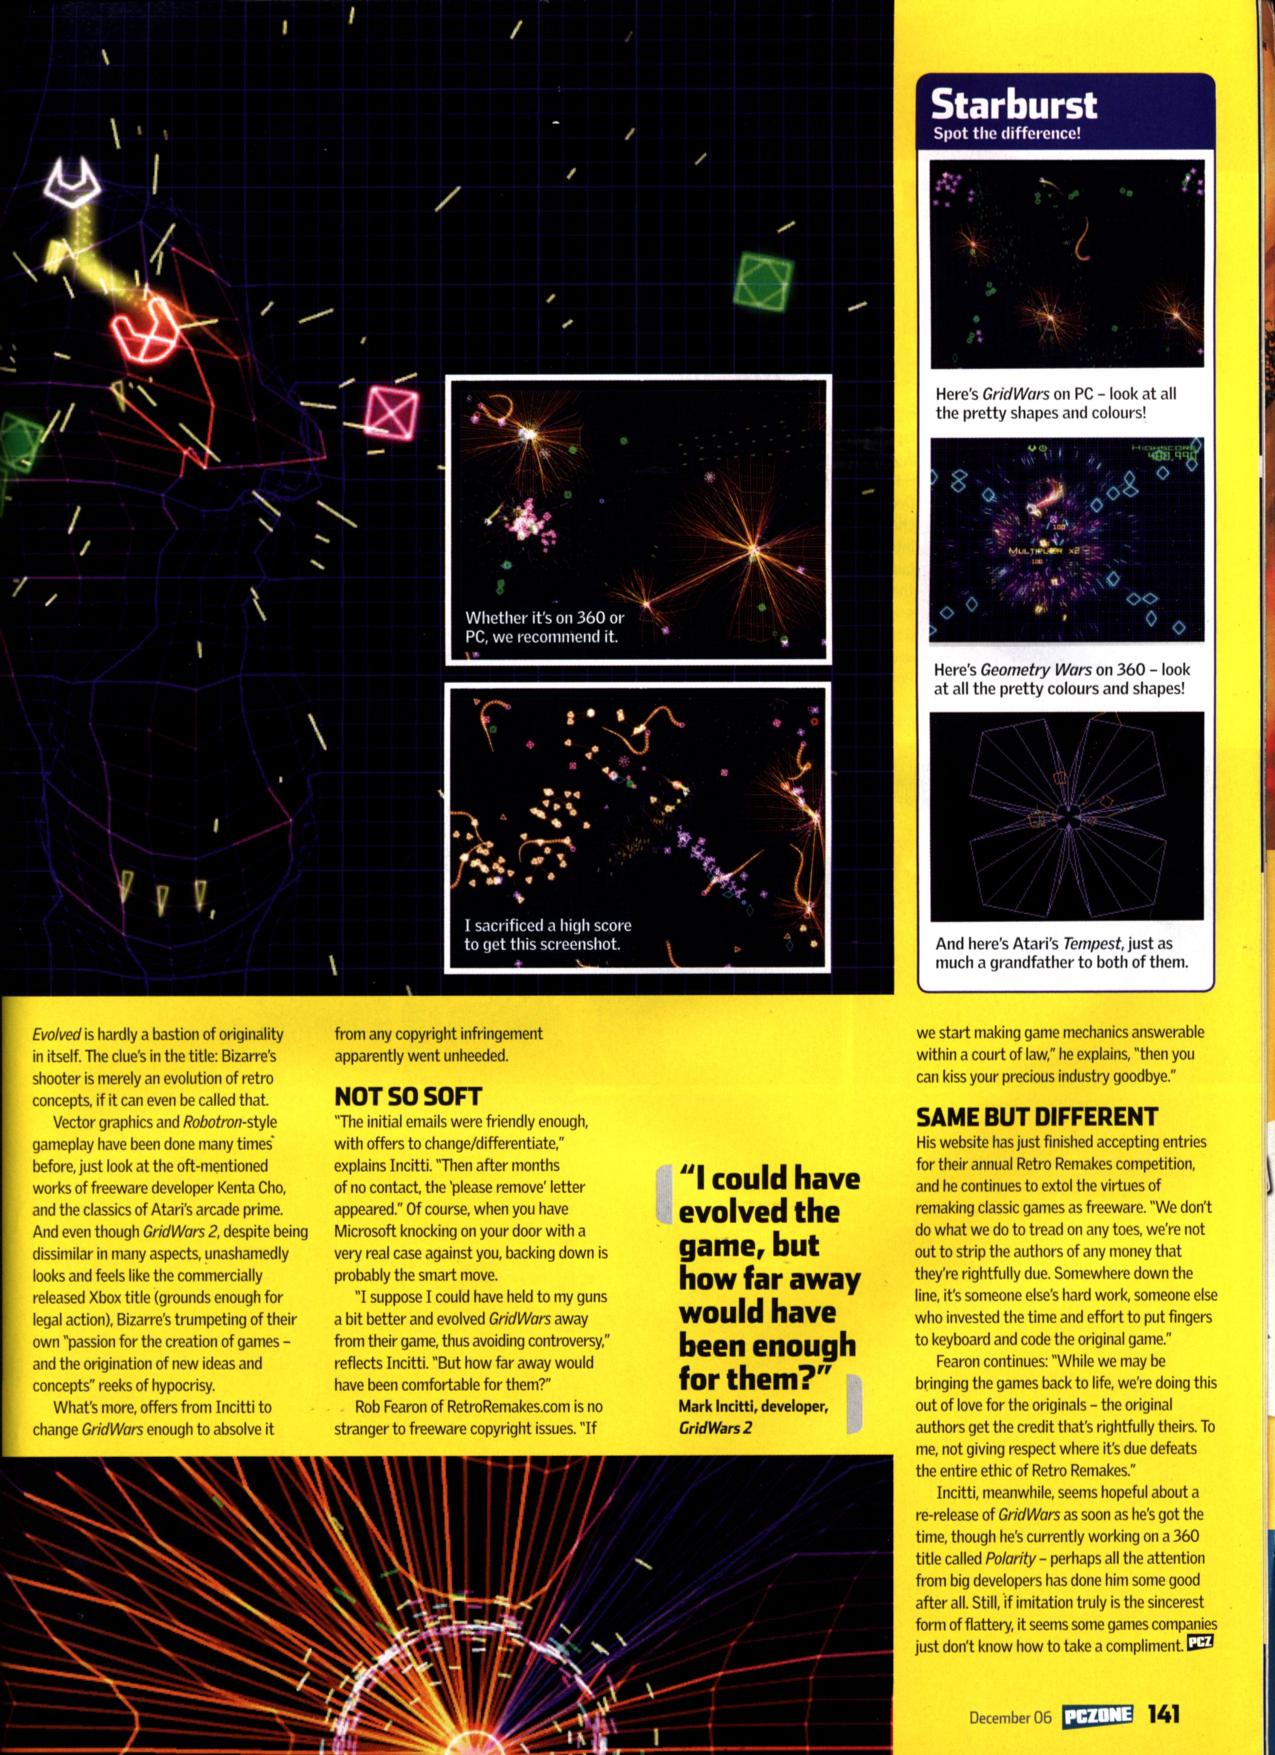 Starburst
Spot the difference!
Here's GridWars on PC – look at all
the pretty shapes and colours!
HIGHSCORE
MULTIPLIER X2
100
100
Here's Geometry Wars on 360 – look
at all the pretty colours and shapes!
And here's Atari's Tempest, just as
much a grandfather to both of them.
Whether it's on 360 or
PC, we recommend it.
I sacrificed a high score
to get this screenshot.
Evolved is hardly a bastion of originality
in itself. The clue's in the title: Bizarre's
shooter is merely an evolution of retro
concepts, if it can even be called that.
Vector graphics and Robotron-style
gameplay have been done many times
before, just look at the oft-mentioned
works of freeware developer Kenta Cho,
and the classics of Atari's arcade prime.
And even though GridWars 2, despite being
dissimilar in many aspects, unashamedly
looks and feels like the commercially
released Xbox title (grounds enough for
legal action), Bizarre's trumpeting of their
own "passion for the creation of games –
and the origination of new ideas and
concepts" reeks of hypocrisy.
What's more, offers from Incitti to
change GridWars enough to absolve it
from any copyright infringement
apparently went unheeded.
NOT SO SOFT
"The initial emails were friendly enough,
with offers to change/differentiate,"
explains Incitti. "Then after months
of no contact, the 'please remove' letter
appeared." Of course, when you have
Microsoft knocking on your door with a
very real case against you, backing down is
probably the smart move.
"I suppose I could have held to my guns
a bit better and evolved GridWars away
from their game, thus avoiding controversy,"
reflects Incitti. "But how far away would
have been comfortable for them?"
Rob Fearon of RetroRemakes.com is no
stranger to freeware copyright issues. "If
"I could have
evolved the
game, but
how far away
would have
been enough
for them?"
Mark Incitti, developer,
GridWars 2
we start making game mechanics answerable
within a court of law," he explains, "then you
can kiss your precious industry goodbye."
SAME BUT DIFFERENT
His website has just finished accepting entries
for their annual Retro Remakes competition,
and he continues to extol the virtues of
remaking classic games as freeware. "We don't
do what we do to tread on any toes, we're not
out to strip the authors of any money that
they're rightfully due. Somewhere down the
line, it's someone else's hard work, someone else
who invested the time and effort to put fingers
to keyboard and code the original game."
Fearon continues: "While we may be
bringing the games back to life, we're doing this
out of love for the originals – the original
authors get the credit that's rightfully theirs. To
me, not giving respect where it's due defeats
the entire ethic of Retro Remakes."
Incitti, meanwhile, seems hopeful about a
re-release of GridWars as soon as he's got the
time, though he's currently working on a 360
title called Polarity – perhaps all the attention
from big developers has done him some good
after all. Still, if imitation truly is the sincerest
form of flattery, it seems some games companies
just don't know how to take a compliment. PCZ
December 06 PCZONE 141